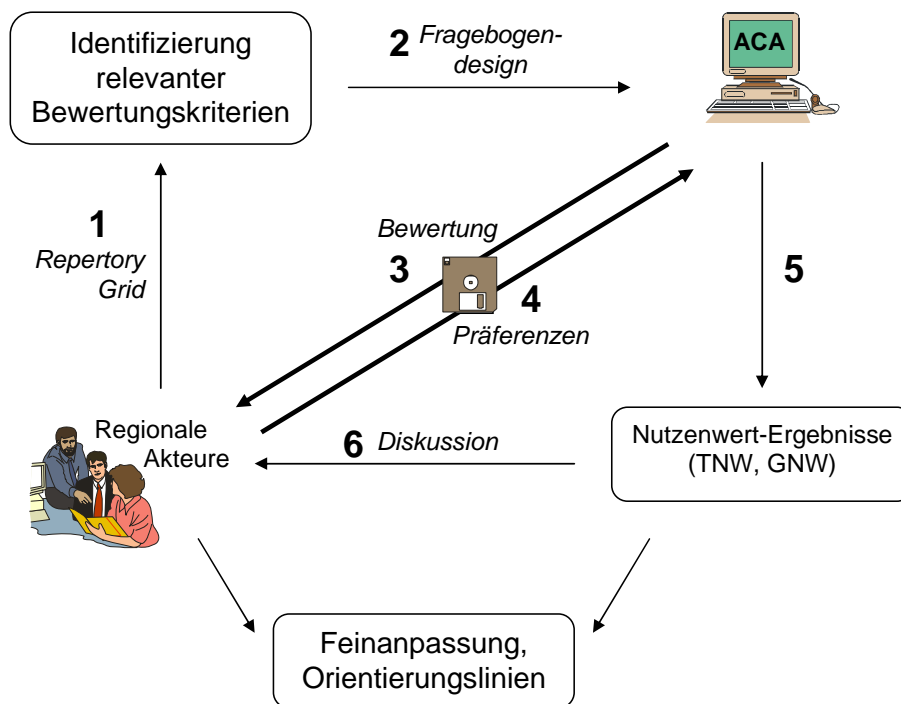 Identifizierung
relevanter
Bewertungskriterien
2 Fragebogen-
design
ACA
1
Repertory
Grid
Bewertung
3
4
Präferenzen
5
Regionale
Akteure
6 Diskussion
Nutzenwert-Ergebnisse
(TNW, GNW)
Feinanpassung,
Orientierungslinien